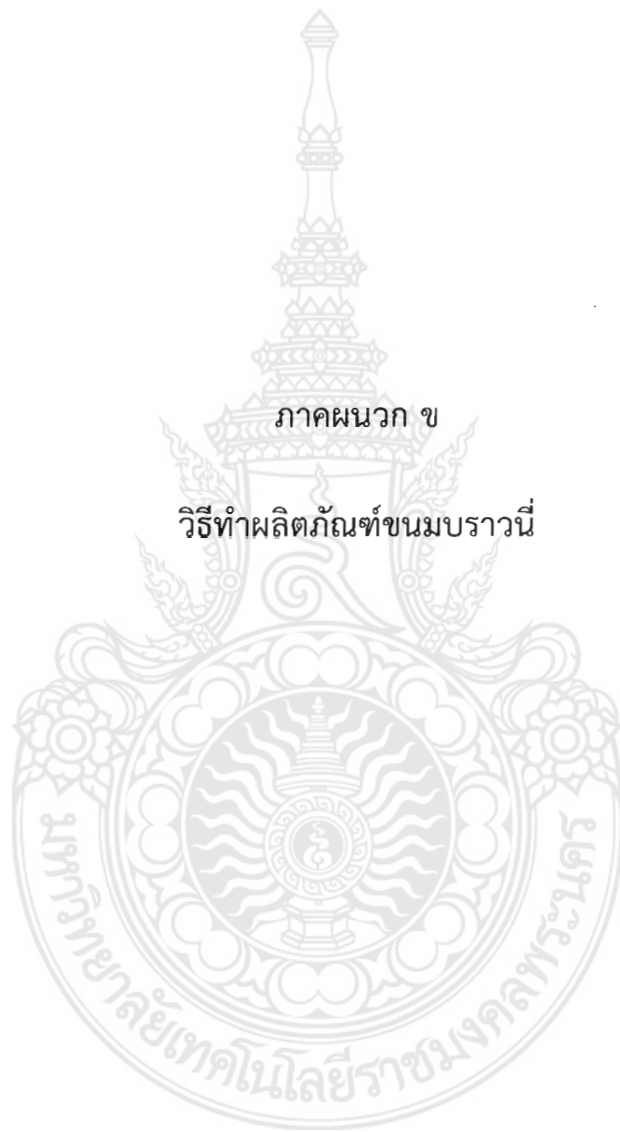 ภาคผนวก ข
วิธีทำผลิตภัณฑ์ขนมบราวนี่
มหาวิทยาลัยเทคโนโลยีราชมงคลพระนคร